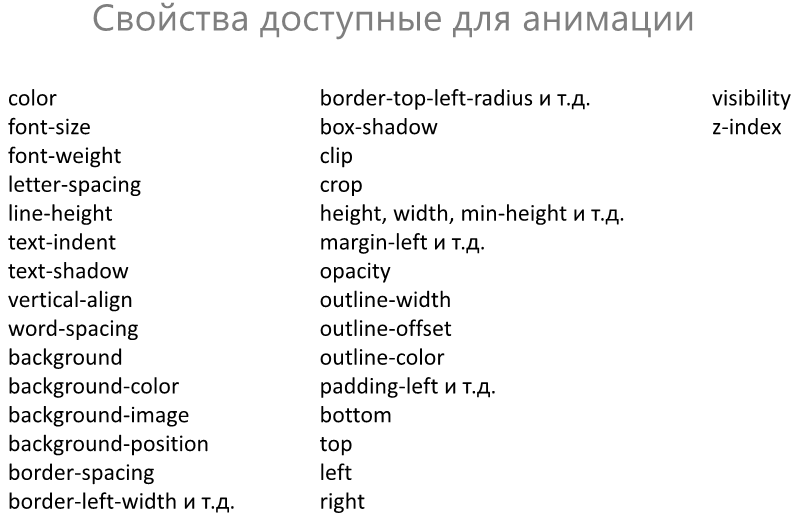 Свойства доступные для анимации
color
font-size
font-weight
letter-spacing
line-height
text-indent
text-shadow
vertical-align
word-spacing
background
background-color
background-image
background-position
border-spacing
border-left-width и т.д.
border-top-left-radius и т.д.
box-shadow
clip
crop
height, width, min-height и т.д.
margin-left и т.д.
opacity
outline-width
outline-offset
outline-color
padding-left и т.д.
bottom
top
left
right
visibility
z-index